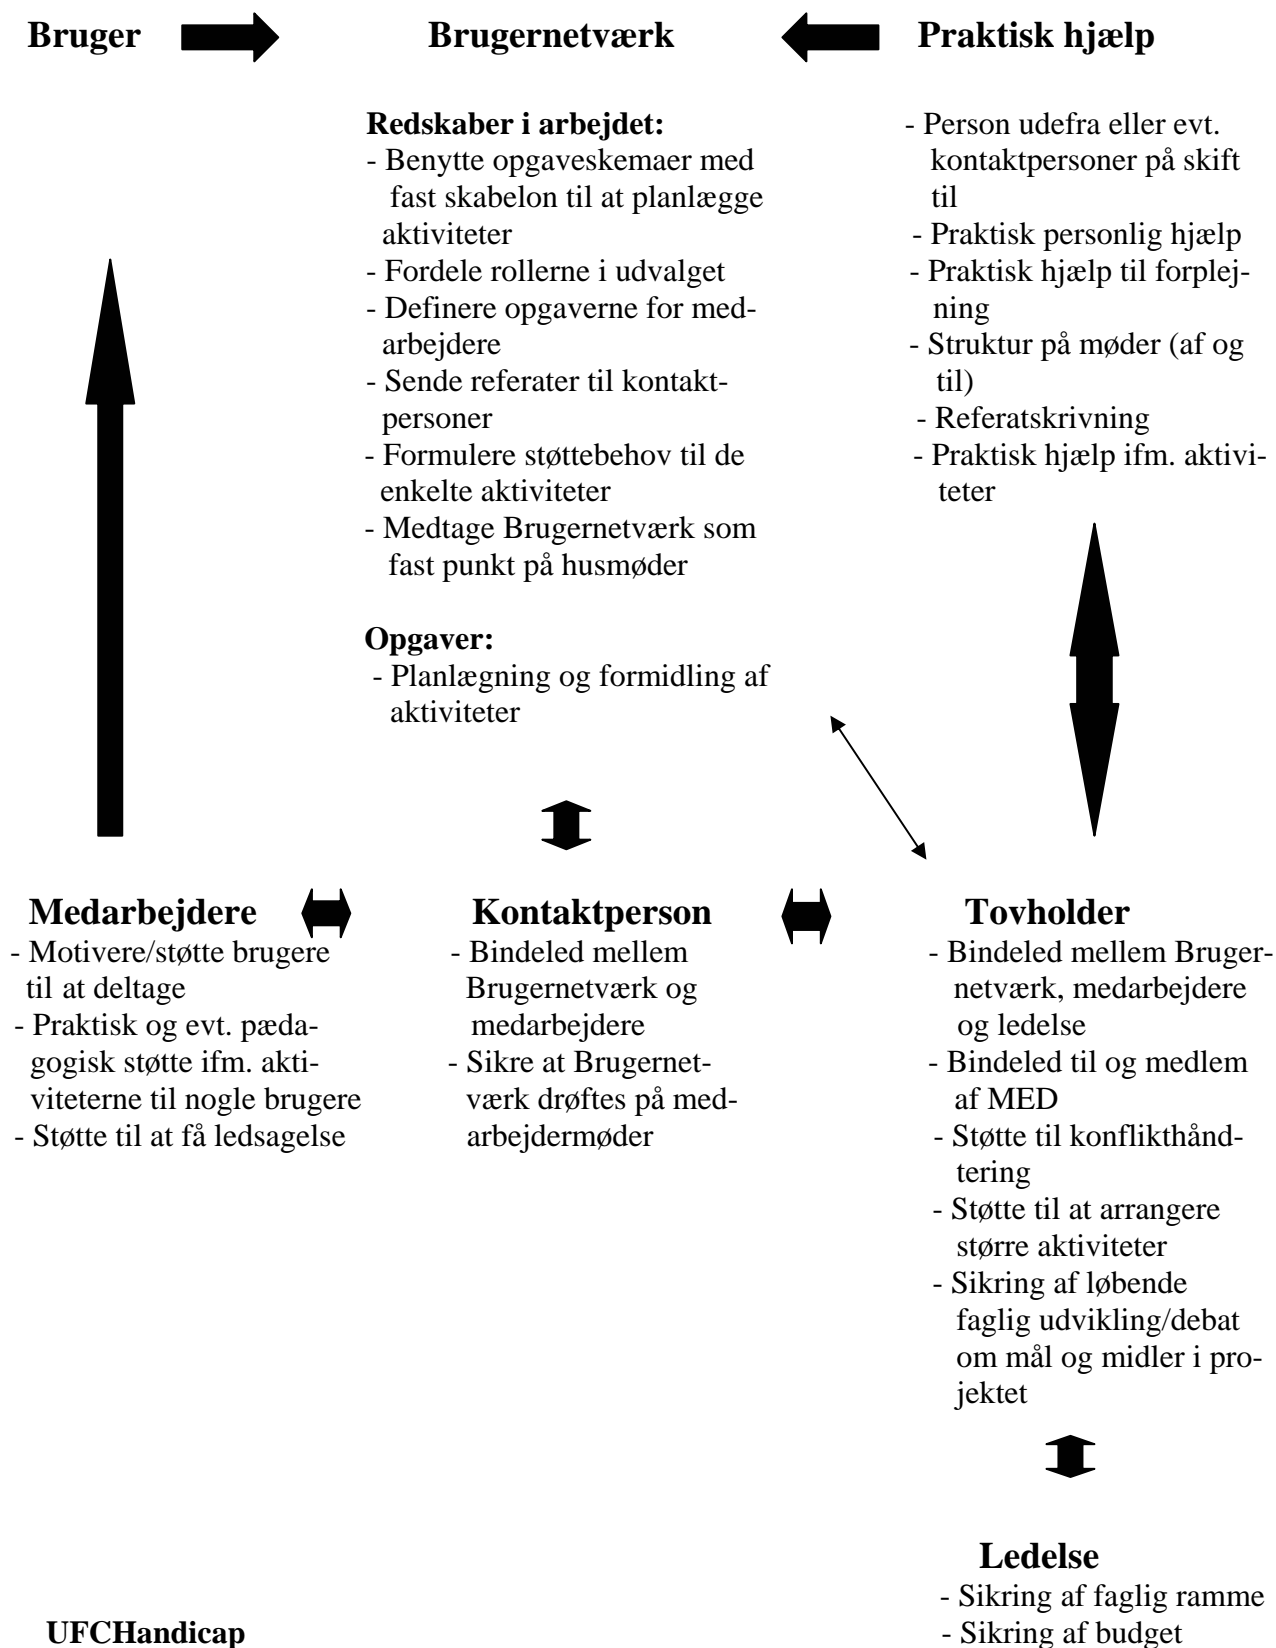 Bruger
Brugernetværk
Praktisk hjælp
Redskaber i arbejdet:
- Benytte opgaveskemaer med
fast skabelon til at planlægge
aktiviteter
- Fordele rollerne i udvalget
- Definere opgaverne for med-
arbejdere
- Sende referater til kontakt-
personer
- Formulere støttebehov til de
enkelte aktiviteter
- Medtage Brugernetværk som
fast punkt på husmøder
Opgaver:
- Planlægning og formidling af
aktiviteter
- Person udefra eller evt.
kontaktpersoner på skift
til
- Praktisk personlig hjælp
- Praktisk hjælp til forplej-
ning
- Struktur på møder (af og
til)
- Referatskrivning
- Praktisk hjælp ifm. aktivi-
teter
Medarbejdere
- Motivere/støtte brugere
til at deltage
- Praktisk og evt. pæda-
gogisk støtte ifm. akti-
viteterne til nogle brugere
- Støtte til at få ledsagelse
Kontaktperson
- Bindeled mellem
Brugernetværk og
medarbejdere
- Sikre at Brugernet-
værk drøftes på med-
arbejdermøder
Tovholder
- Bindeled mellem Bruger-
netværk, medarbejdere
og ledelse
- Bindeled til og medlem
af MED
- Støtte til konflikthånd-
tering
- Støtte til at arrangere
større aktiviteter
- Sikring af løbende
faglig udvikling/debat
om mål og midler i pro-
jektet
Ledelse
- Sikring af faglig ramme
- Sikring af budget
UFCHandicap